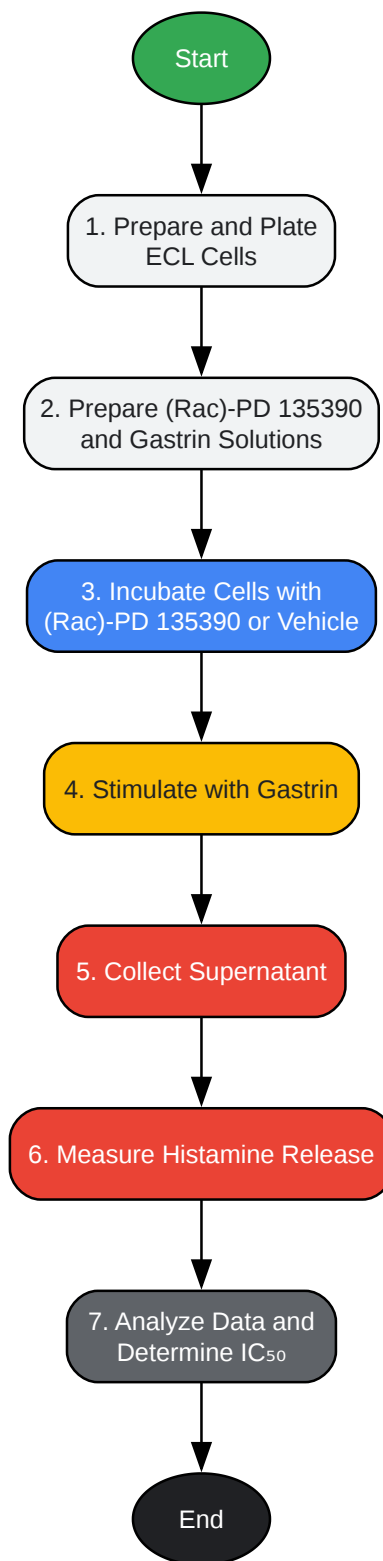 Start
1. Prepare and Plate
ECL Cells
2. Prepare (Rac)-PD 135390
and Gastrin Solutions
3. Incubate Cells with
(Rac)-PD 135390 or Vehicle
4. Stimulate with Gastrin
5. Collect Supernatant
6. Measure Histamine Release
7. Analyze Data and
Determine IC₅₀
End